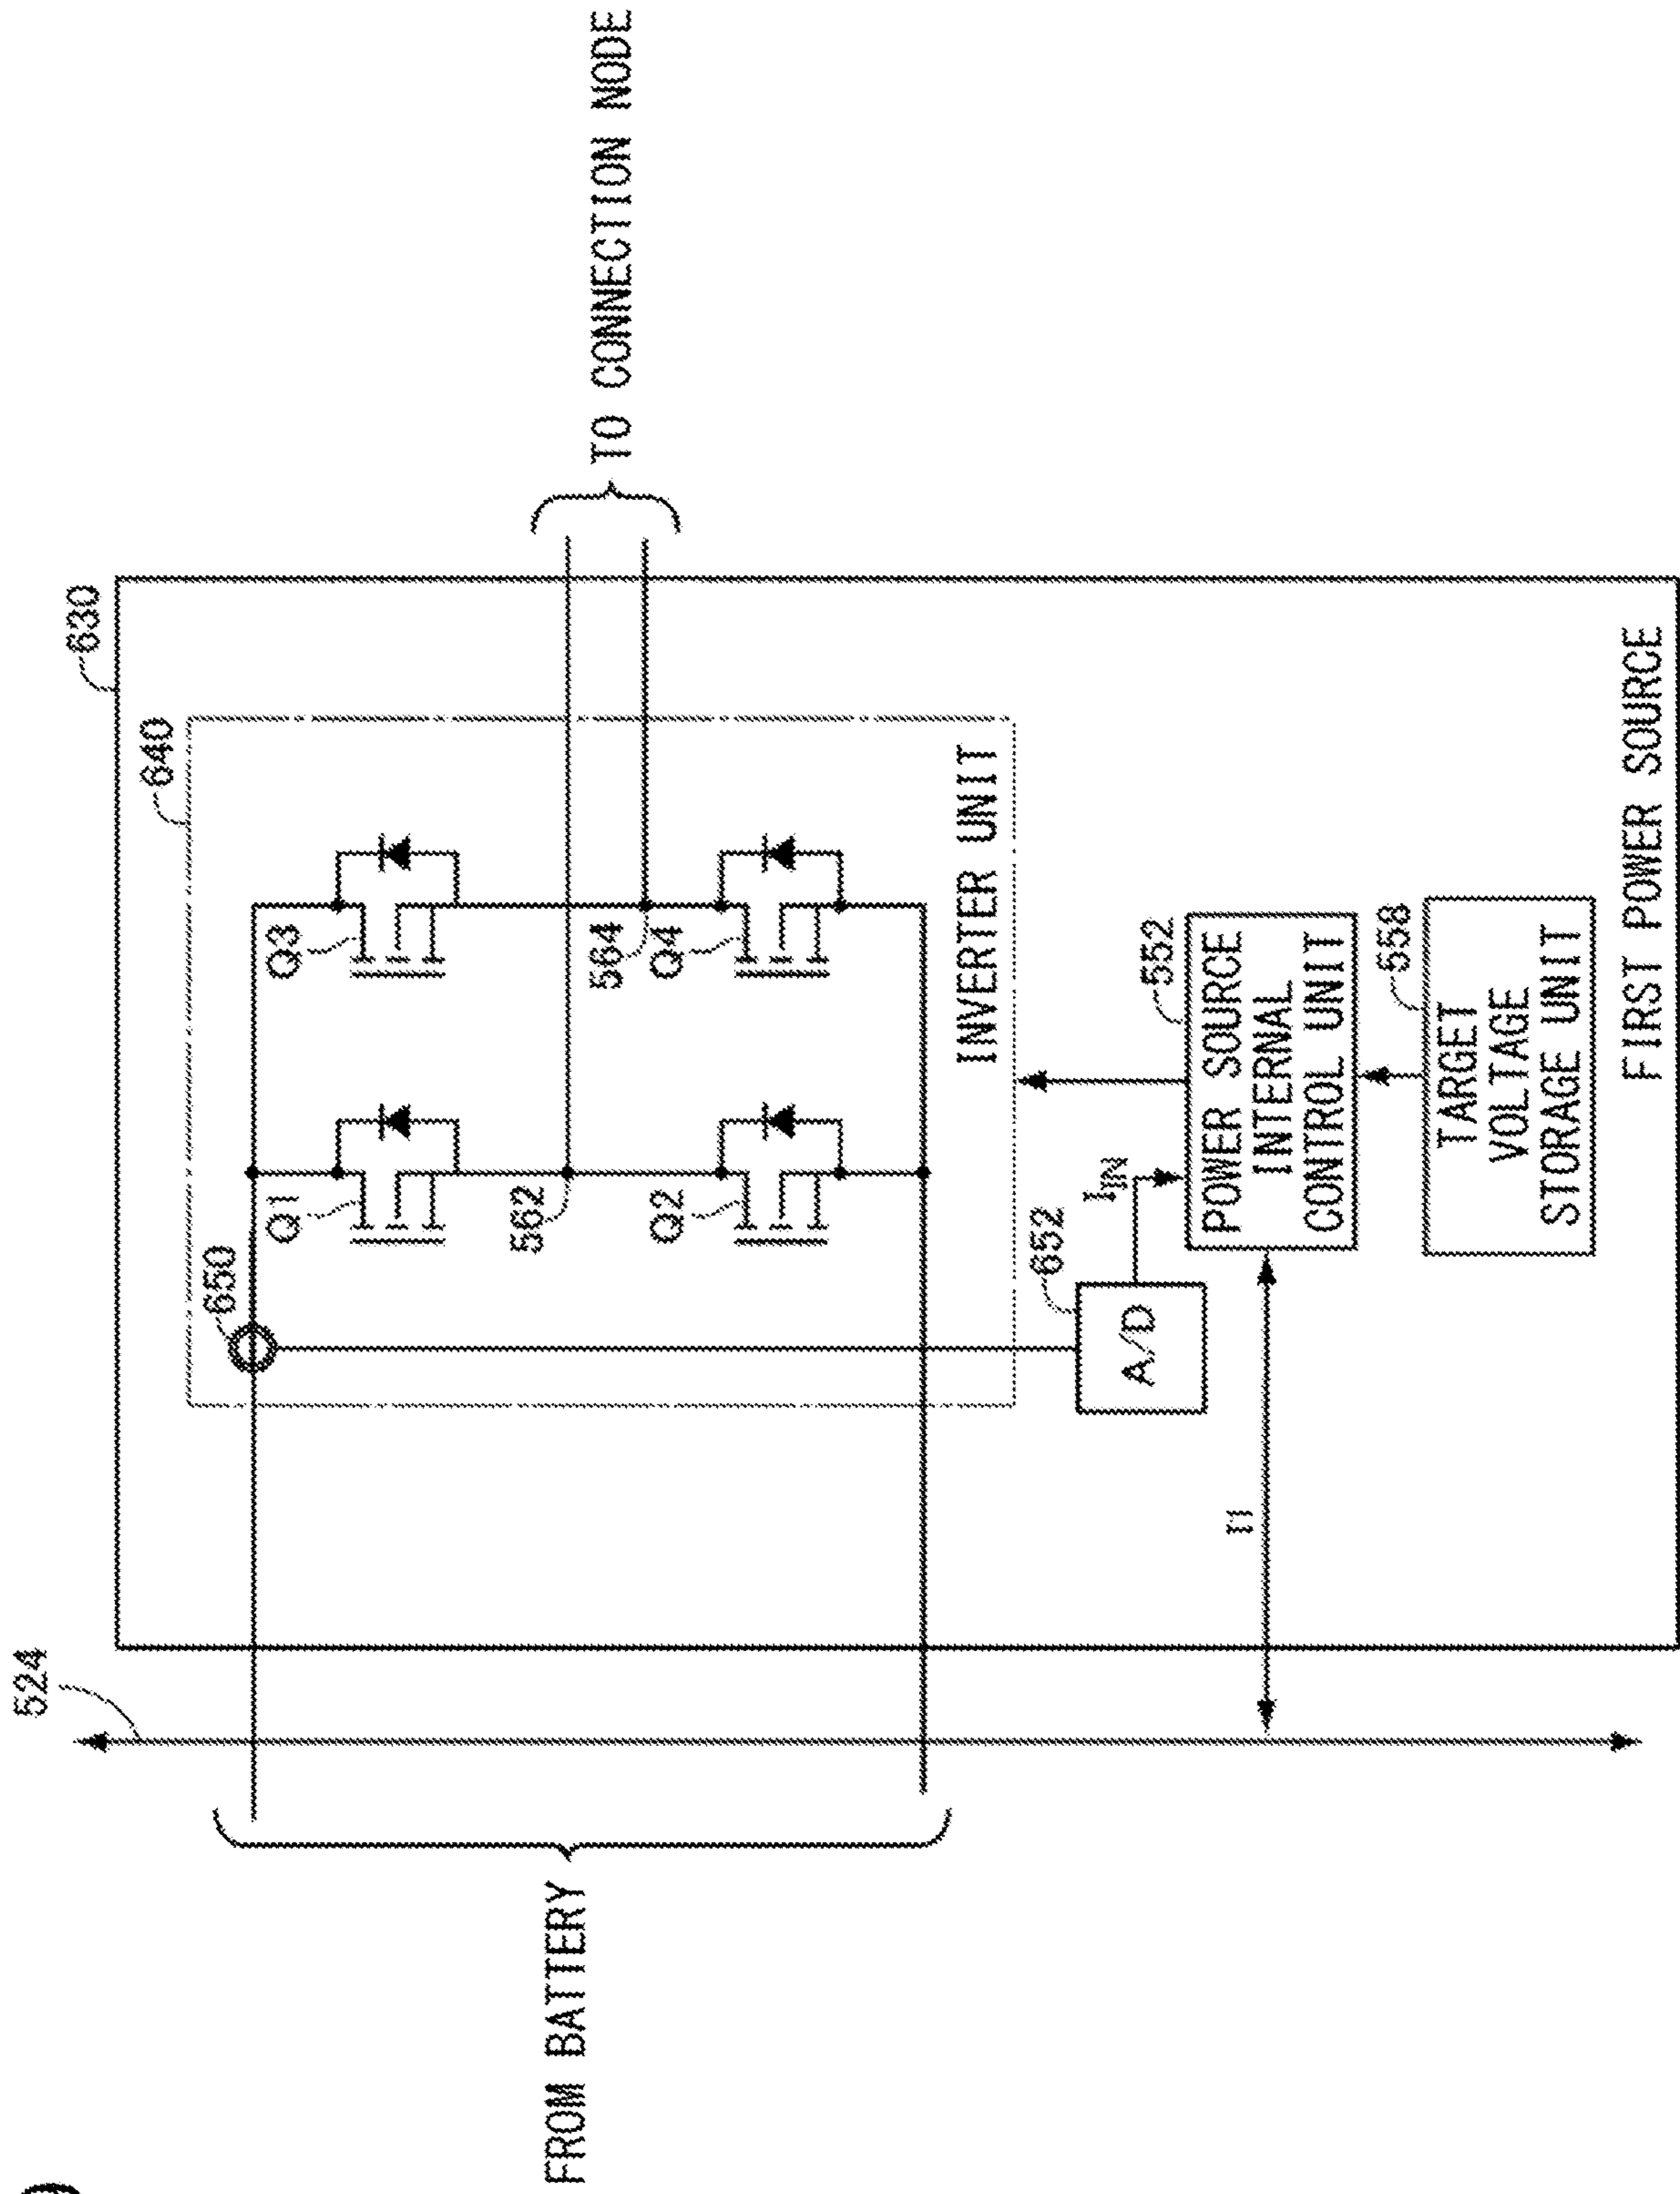 524
630
640
650
Q1
Q3
562
564
Q2
Q4
FROM BATTERY
TO CONNECTION NODE
INVERTER UNIT
652
A/D
I_IN
552
POWER SOURCE
INTERNAL
CONTROL UNIT
558
TARGET
VOLTAGE
STORAGE UNIT
FIRST POWER SOURCE